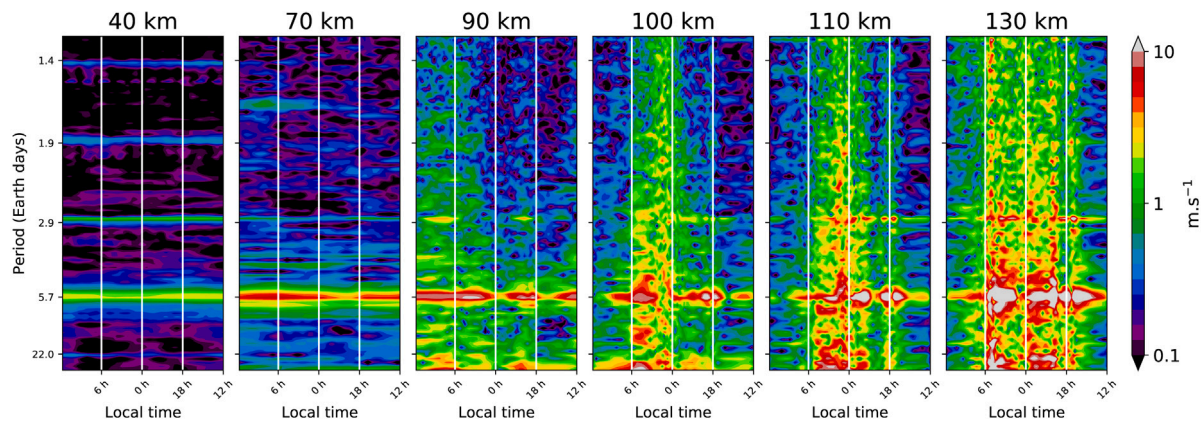 40 km 70 km 90 km 100 km 110 km 130 km
Period (Earth days)
1.4
1.9
2.9
5.7
22.0
6 h 0 h 18 h 12 h 6 h 0 h 18 h 12 h 6 h 0 h 18 h 12 h 6 h 0 h 18 h 12 h 6 h 0 h 18 h 12 h 6 h 0 h 18 h 12 h
Local time Local time Local time Local time Local time Local time
10
1
0.1
m.s⁻¹